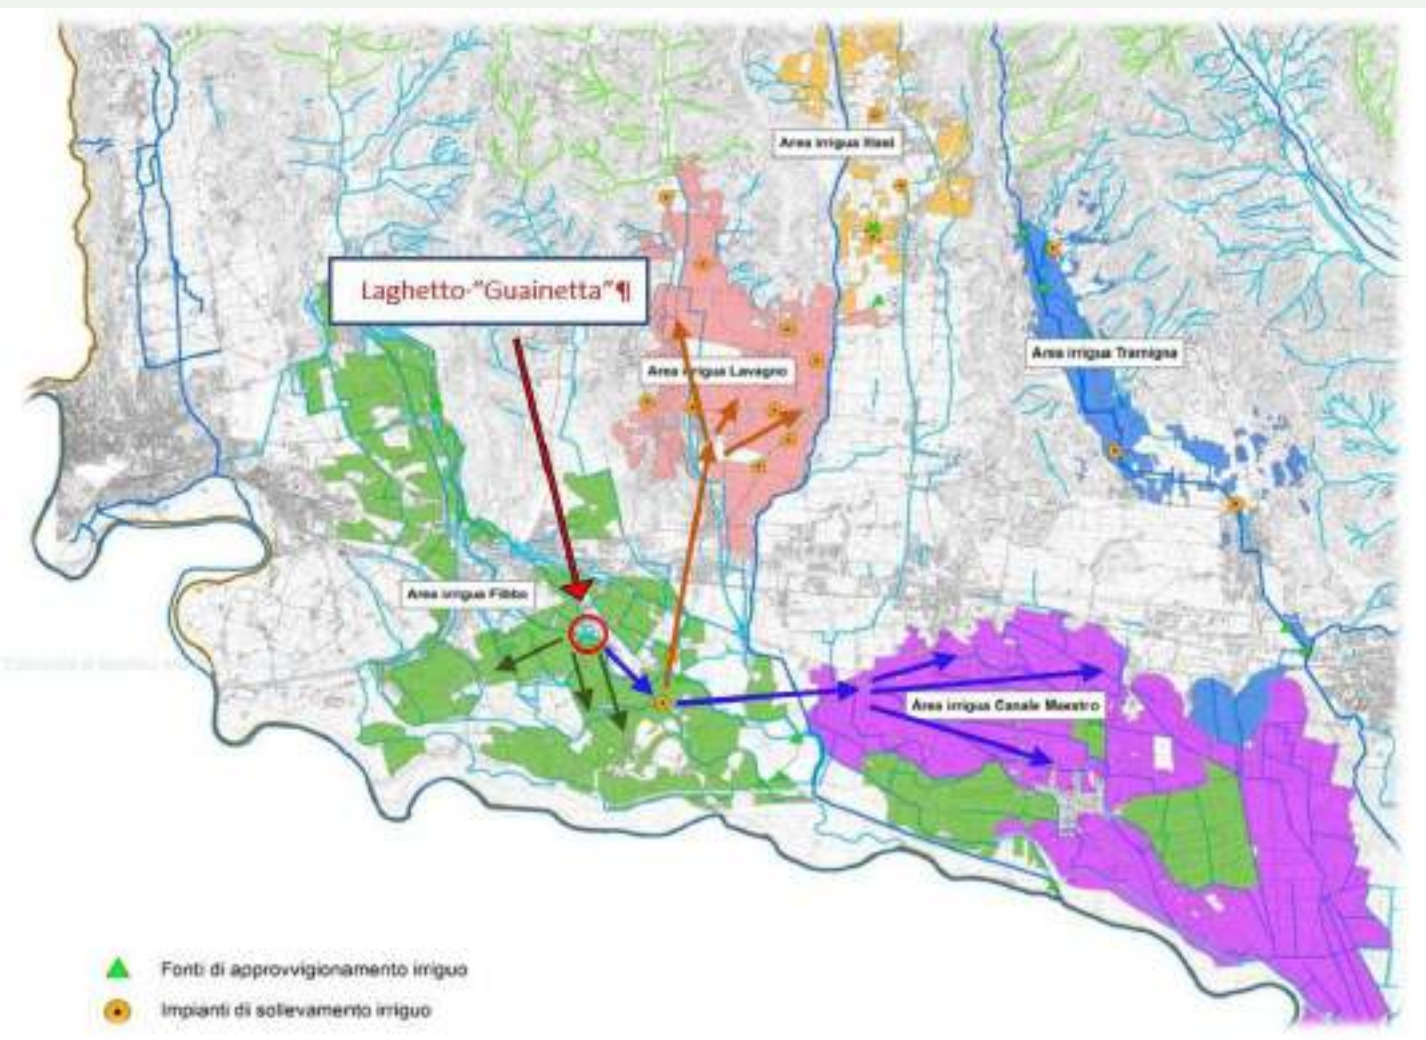 Area irrigua Illasi
Laghetto·"Guainetta"¶
Area irrigua Tramigna
Area irrigua Lavagno
Area irrigua Fibbio
Area irrigua Canale Maestro
Fonti di approvvigionamento irriguo
Impianti di sollevamento irriguo